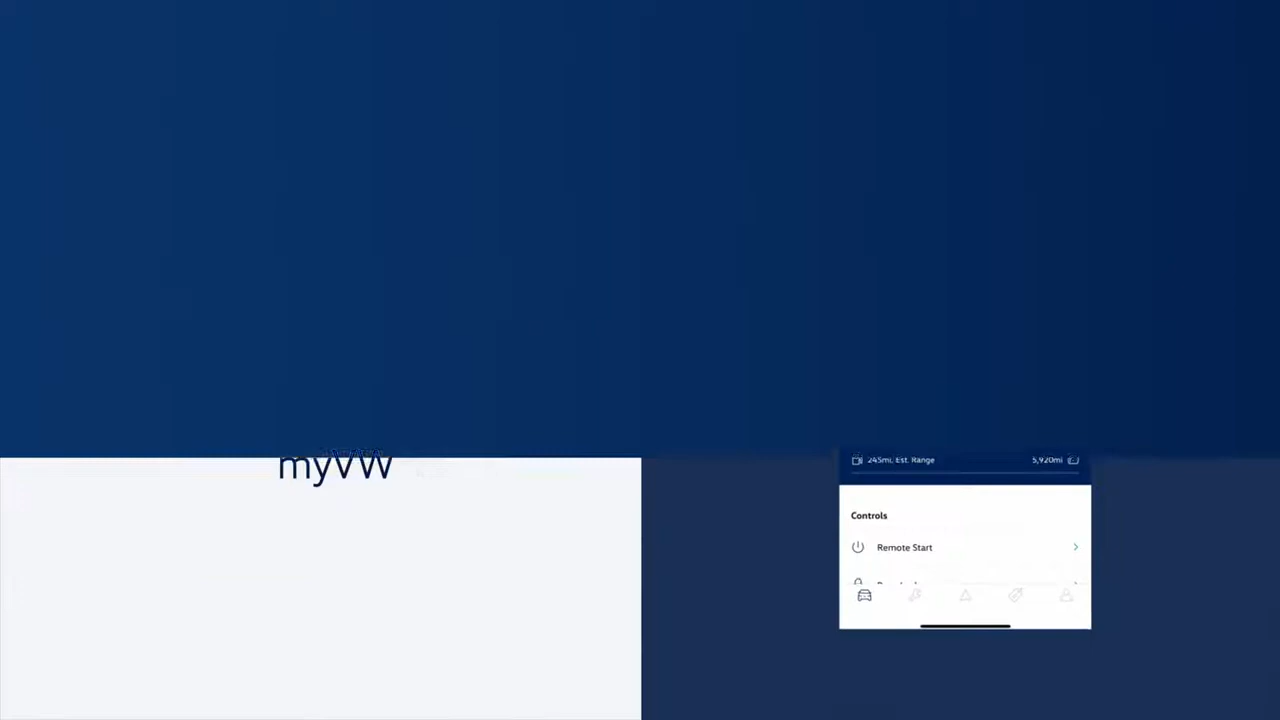 myVW
245mi. Est. Range
5,920mi
Controls
Remote Start